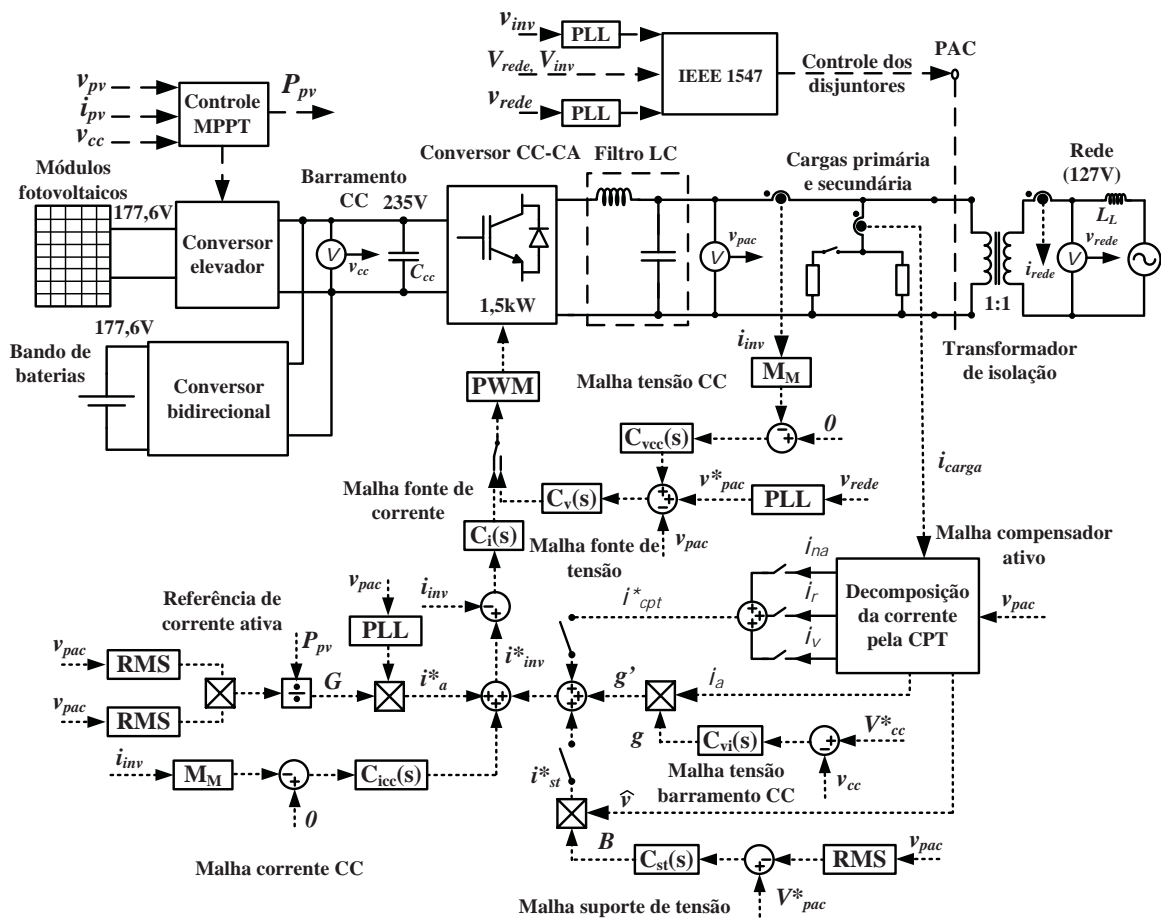 v_inv
PLL
V_rede, V_inv
IEEE 1547
v_rede
PLL
Controle dos
disjuntores
PAC
v_pv
i_pv
v_cc
Controle
MPPT
P_pv
Módulos
fotovoltaicos
177,6V
Conversor
elevador
Barramento
CC
235V
V
v_cc
C_cc
Conversor CC-CA
1,5kW
Filtro LC
V
v_pac
Cargas primária
e secundária
1:1
Transformador
de isolação
Rede
(127V)
L_L
V
v_rede
i_rede
177,6V
Bando de
baterias
Conversor
bidirecional
PWM
Malha tensão CC
i_inv
M_M
0
C_vcc(s)
i_carga
Malha fonte de
corrente
C_v(s)
v*_pac
PLL
v_rede
v_pac
Malha fonte de
tensão
C_i(s)
i_inv
v_pac
PLL
Malha compensador
ativo
Decomposição
da corrente
pela CPT
v_pac
i_na
i_r
i_v
i*_cpt
Referência de
corrente ativa
v_pac
RMS
v_pac
RMS
P_pv
÷
G
i*_a
i*_inv
g'
i_a
g
C_vi(s)
V*_cc
v_cc
Malha tensão
barramento CC
i_inv
M_M
0
C_icc(s)
Malha corrente CC
i*_st
v̂
B
C_st(s)
RMS
v_pac
V*_pac
Malha suporte de tensão